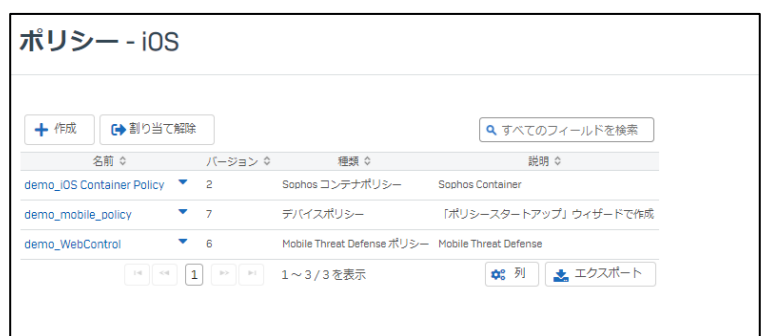 ポリシー - iOS
作成 割り当て解除 すべてのフィールドを検索
名前 バージョン 種類 説明
demo_iOS Container Policy 2 Sophos コンテナポリシー Sophos Container
demo_mobile_policy 7 デバイスポリシー 「ポリシースタートアップ」ウィザードで作成
demo_WebControl 6 Mobile Threat Defense ポリシー Mobile Threat Defense
1 1～3/3を表示 列 エクスポート